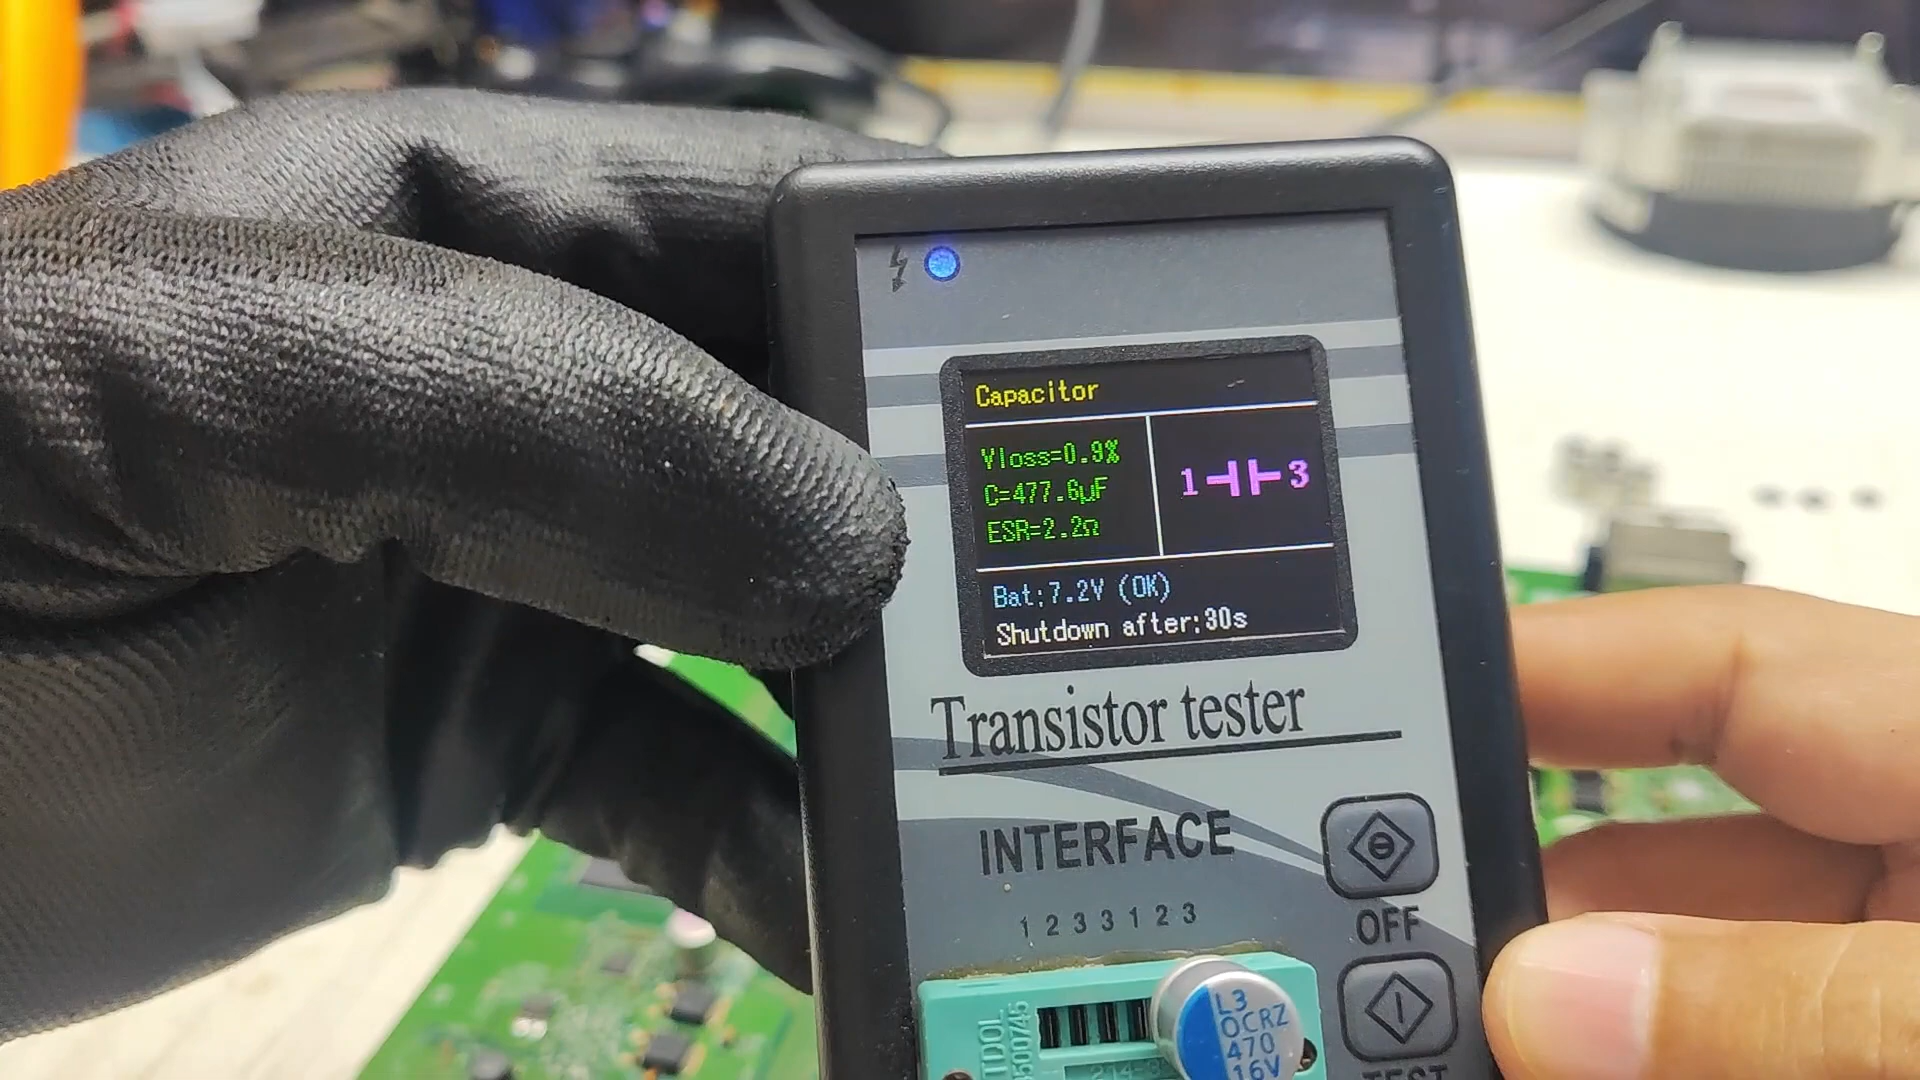 Capacitor
Vloss=0.9%
C=477.6µF
ESR=2.2Ω
1 3
Bat:7.2V (OK)
Shutdown after:30s
Transistor tester
INTERFACE
1 2 3 3 1 2 3
OFF
TEST
L3
OCRZ
470
16V